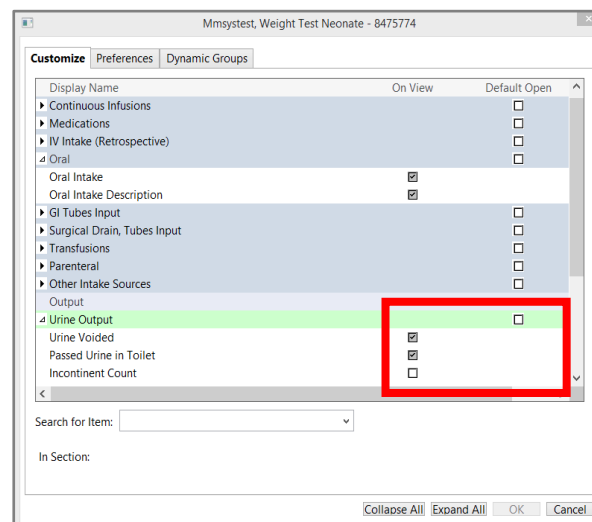 Mmsystest, Weight Test Neonate - 8475774
Customize Preferences Dynamic Groups
Display Name On View Default Open
Continuous Infusions
Medications
IV Intake (Retrospective)
Oral
Oral Intake
Oral Intake Description
GI Tubes Input
Surgical Drain, Tubes Input
Transfusions
Parenteral
Other Intake Sources
Output
Urine Output
Urine Voided
Passed Urine in Toilet
Incontinent Count
Search for Item:
In Section:
Collapse All Expand All OK Cancel